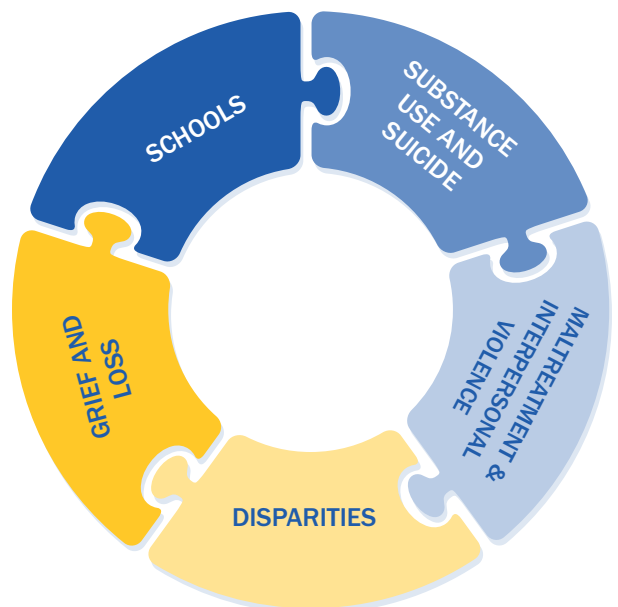 SCHOOLS
SUBSTANCE
USE AND
SUICIDE
MALTREATMENT &
INTERPERSONAL
VIOLENCE
DISPARITIES
GRIEF AND
LOSS